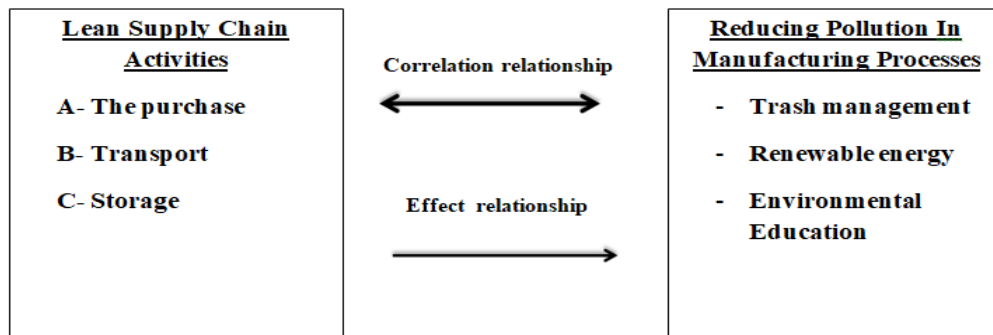 Lean Supply Chain
Activities
A- The purchase
B- Transport
C- Storage
Correlation relationship
Effect relationship
Reducing Pollution In
Manufacturing Processes
- Trash management
- Renewable energy
- Environmental
Education